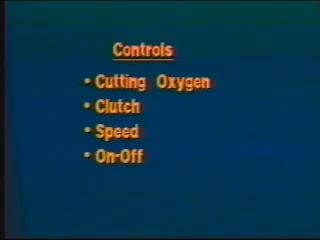 Controls
• Cutting Oxygen
• Clutch
• Speed
• On-Off